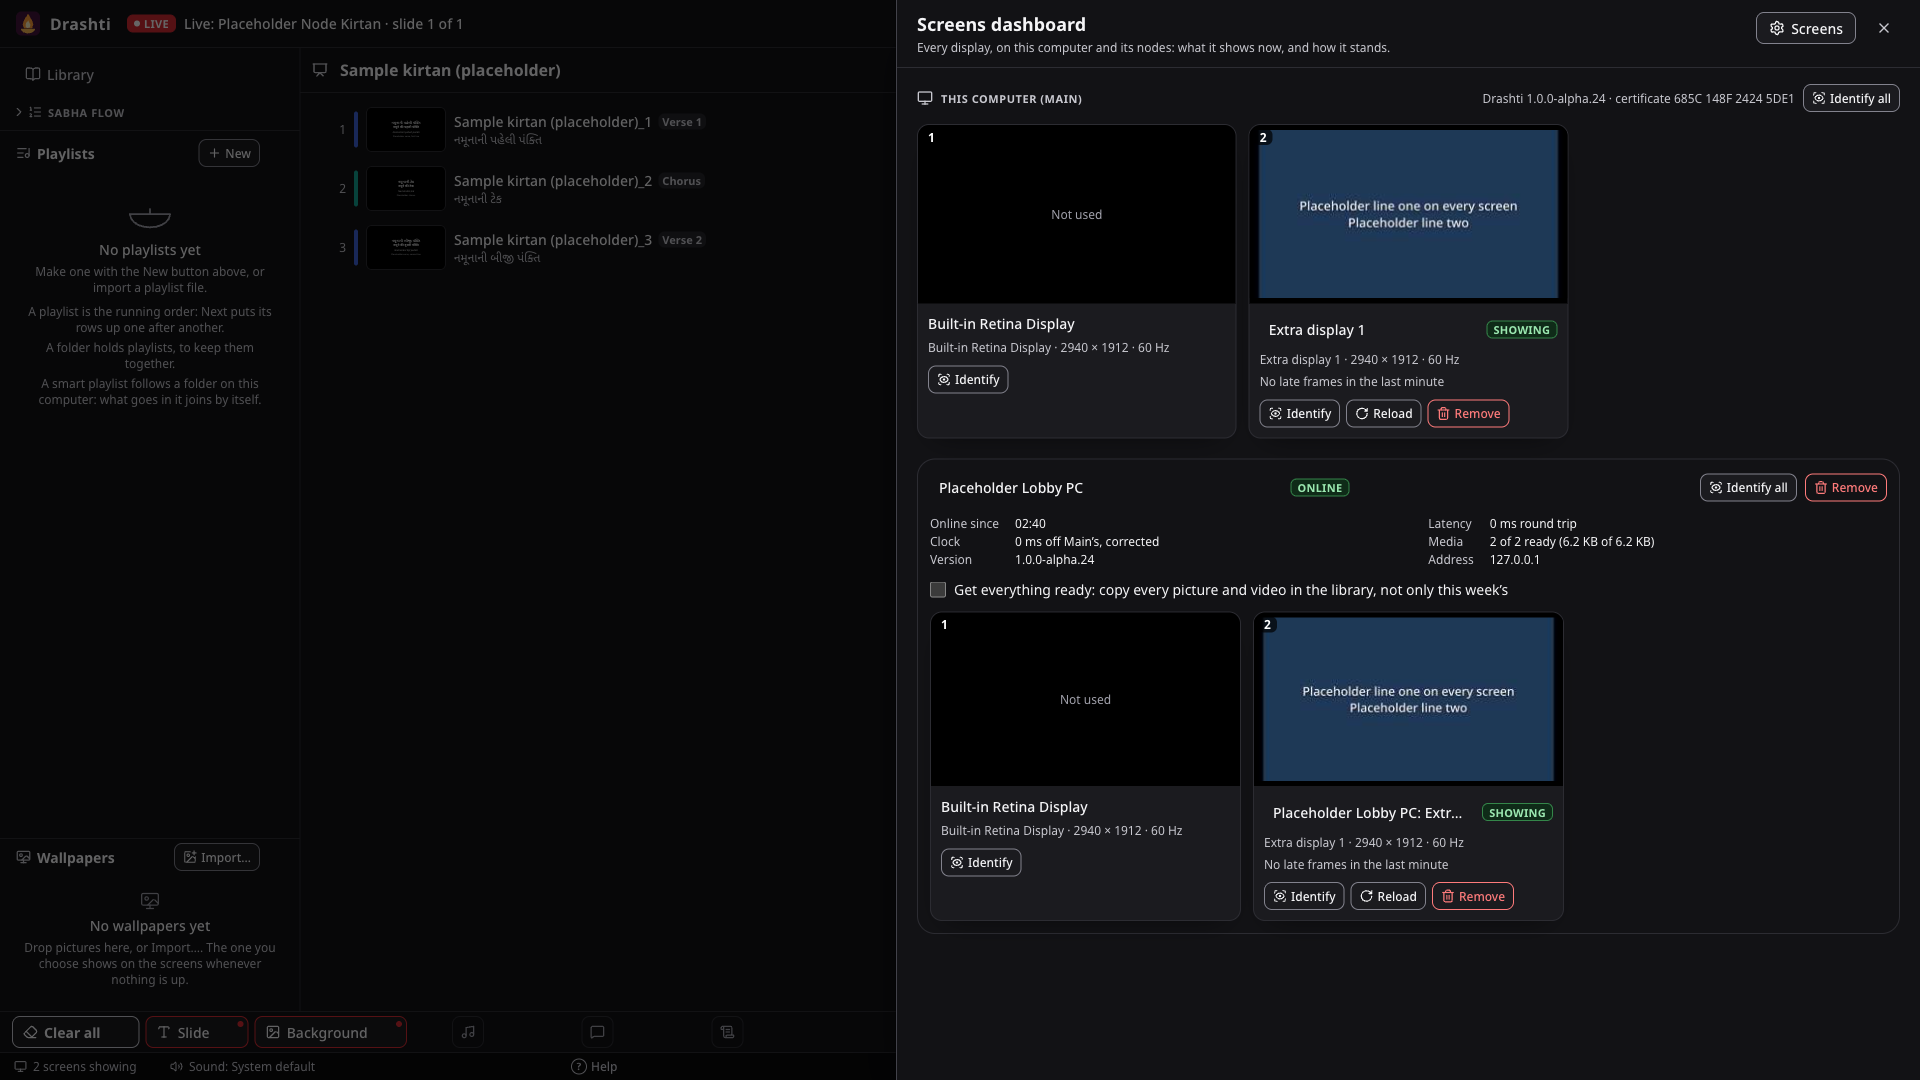 Drashti
LIVE
Live: Placeholder Node Kirtan · slide 1 of 1
Library
SABHA FLOW
Playlists
New
No playlists yet
Make one with the New button above, or
import a playlist file.
A playlist is the running order: Next puts its
rows up one after another.
A folder holds playlists, to keep them
together.
A smart playlist follows a folder on this
computer: what goes in it joins by itself.
Wallpapers
Import...
No wallpapers yet
Drop pictures here, or Import.... The one you
choose shows on the screens whenever
nothing is up.
Sample kirtan (placeholder)
1
Sample kirtan (placeholder)_1 Verse 1
નમૂનાની પહેલી પંક્તિ
2
Sample kirtan (placeholder)_2 Chorus
નમૂનાની ટેક
3
Sample kirtan (placeholder)_3 Verse 2
નમૂનાની બીજી પંક્તિ
Clear all
Slide
Background
2 screens showing
Sound: System default
? Help
Screens dashboard
Every display, on this computer and its nodes: what it shows now, and how it stands.
Screens
THIS COMPUTER (MAIN)
Drashti 1.0.0-alpha.24 · certificate 685C 148F 2424 5DE1
Identify all
1
Not used
Built-in Retina Display
Built-in Retina Display · 2940 × 1912 · 60 Hz
Identify
2
Placeholder line one on every screen
Placeholder line two
Extra display 1
SHOWING
Extra display 1 · 2940 × 1912 · 60 Hz
No late frames in the last minute
Identify
Reload
Remove
Placeholder Lobby PC
ONLINE
Identify all
Remove
Online since 02:40
Clock 0 ms off Main’s, corrected
Version 1.0.0-alpha.24
Latency 0 ms round trip
Media 2 of 2 ready (6.2 KB of 6.2 KB)
Address 127.0.0.1
Get everything ready: copy every picture and video in the library, not only this week’s
1
Not used
Built-in Retina Display
Built-in Retina Display · 2940 × 1912 · 60 Hz
Identify
2
Placeholder line one on every screen
Placeholder line two
Placeholder Lobby PC: Extr...
SHOWING
Extra display 1 · 2940 × 1912 · 60 Hz
No late frames in the last minute
Identify
Reload
Remove